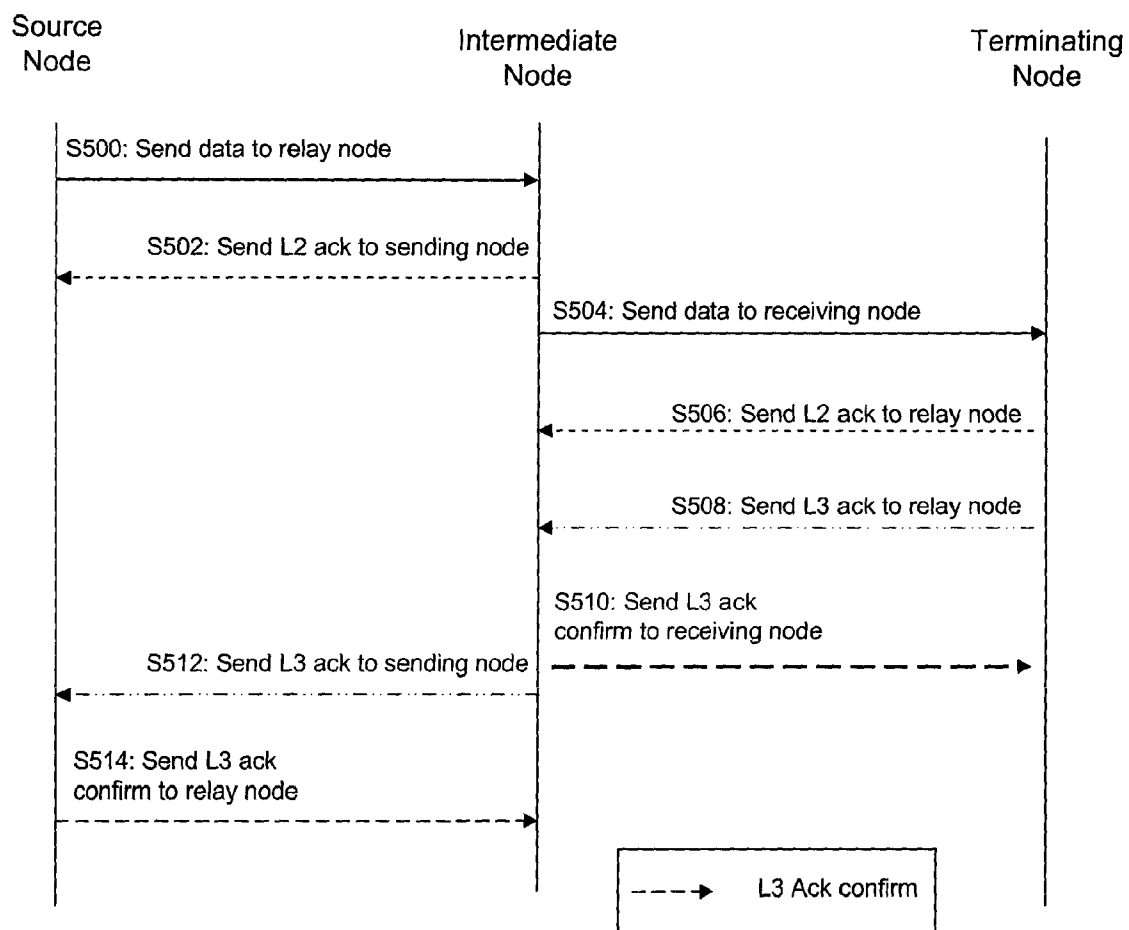 Source
Node
Intermediate
Node
Terminating
Node
S500: Send data to relay node
S502: Send L2 ack to sending node
S504: Send data to receiving node
S506: Send L2 ack to relay node
S508: Send L3 ack to relay node
S510: Send L3 ack
confirm to receiving node
S512: Send L3 ack to sending node
S514: Send L3 ack
confirm to relay node
L3 Ack confirm